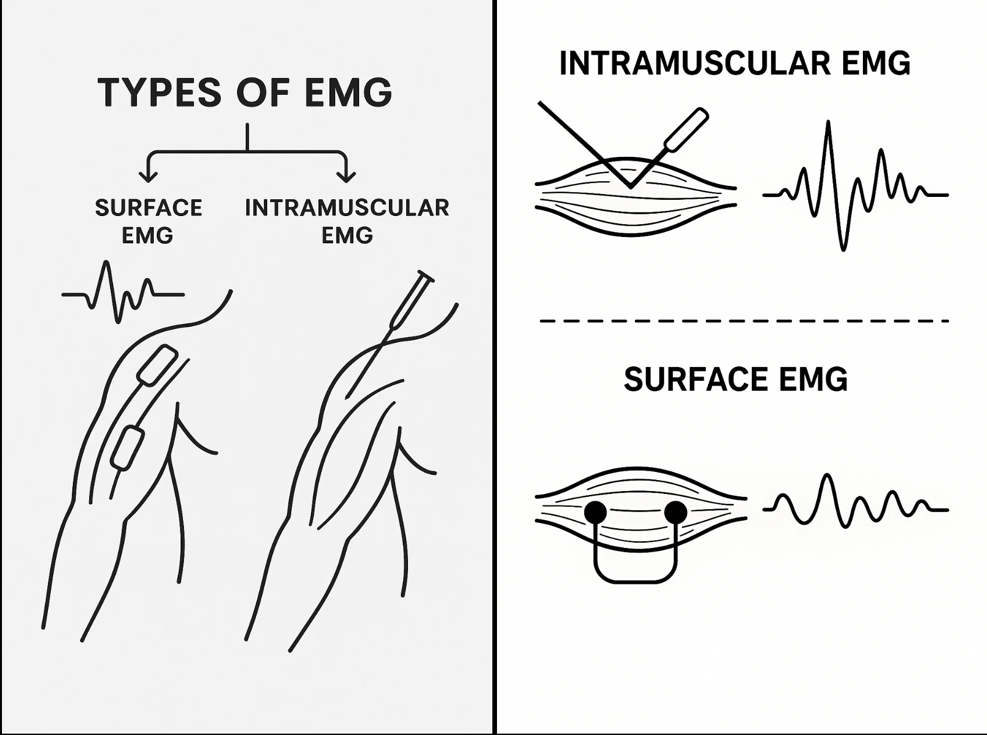 TYPES OF EMG
SURFACE
EMG
INTRAMUSCULAR
EMG
INTRAMUSCULAR EMG
SURFACE EMG